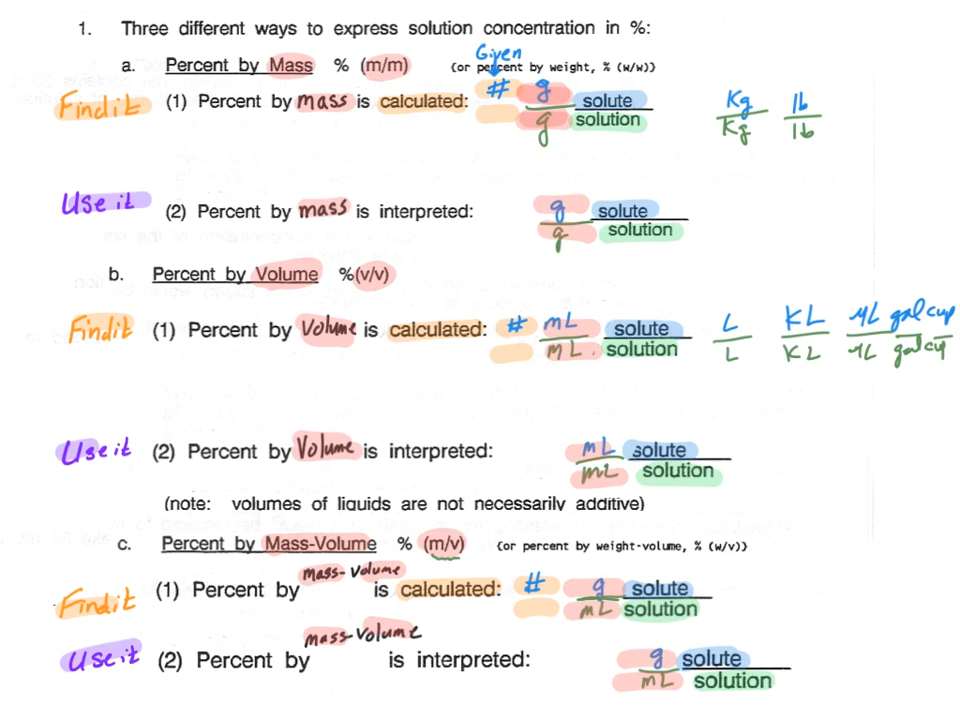 1. Three different ways to express solution concentration in %:
Given
a. Percent by Mass % (m/m) (or percent by weight, % (w/w))
Find it (1) Percent by mass is calculated: # g solute Kg lb
g solution Kg lb
Use it (2) Percent by mass is interpreted: g solute
g solution
b. Percent by Volume %(v/v)
Find it (1) Percent by Volume is calculated: # mL solute L KL gal cup
mL solution L KL gal
Use it (2) Percent by Volume is interpreted: mL solute
mL solution
(note: volumes of liquids are not necessarily additive)
c. Percent by Mass-Volume % (m/v) (or percent by weight-volume, % (w/v))
mass-volume
Find it (1) Percent by is calculated: # g solute
mL solution
mass-volume
Use it (2) Percent by is interpreted: g solute
mL solution